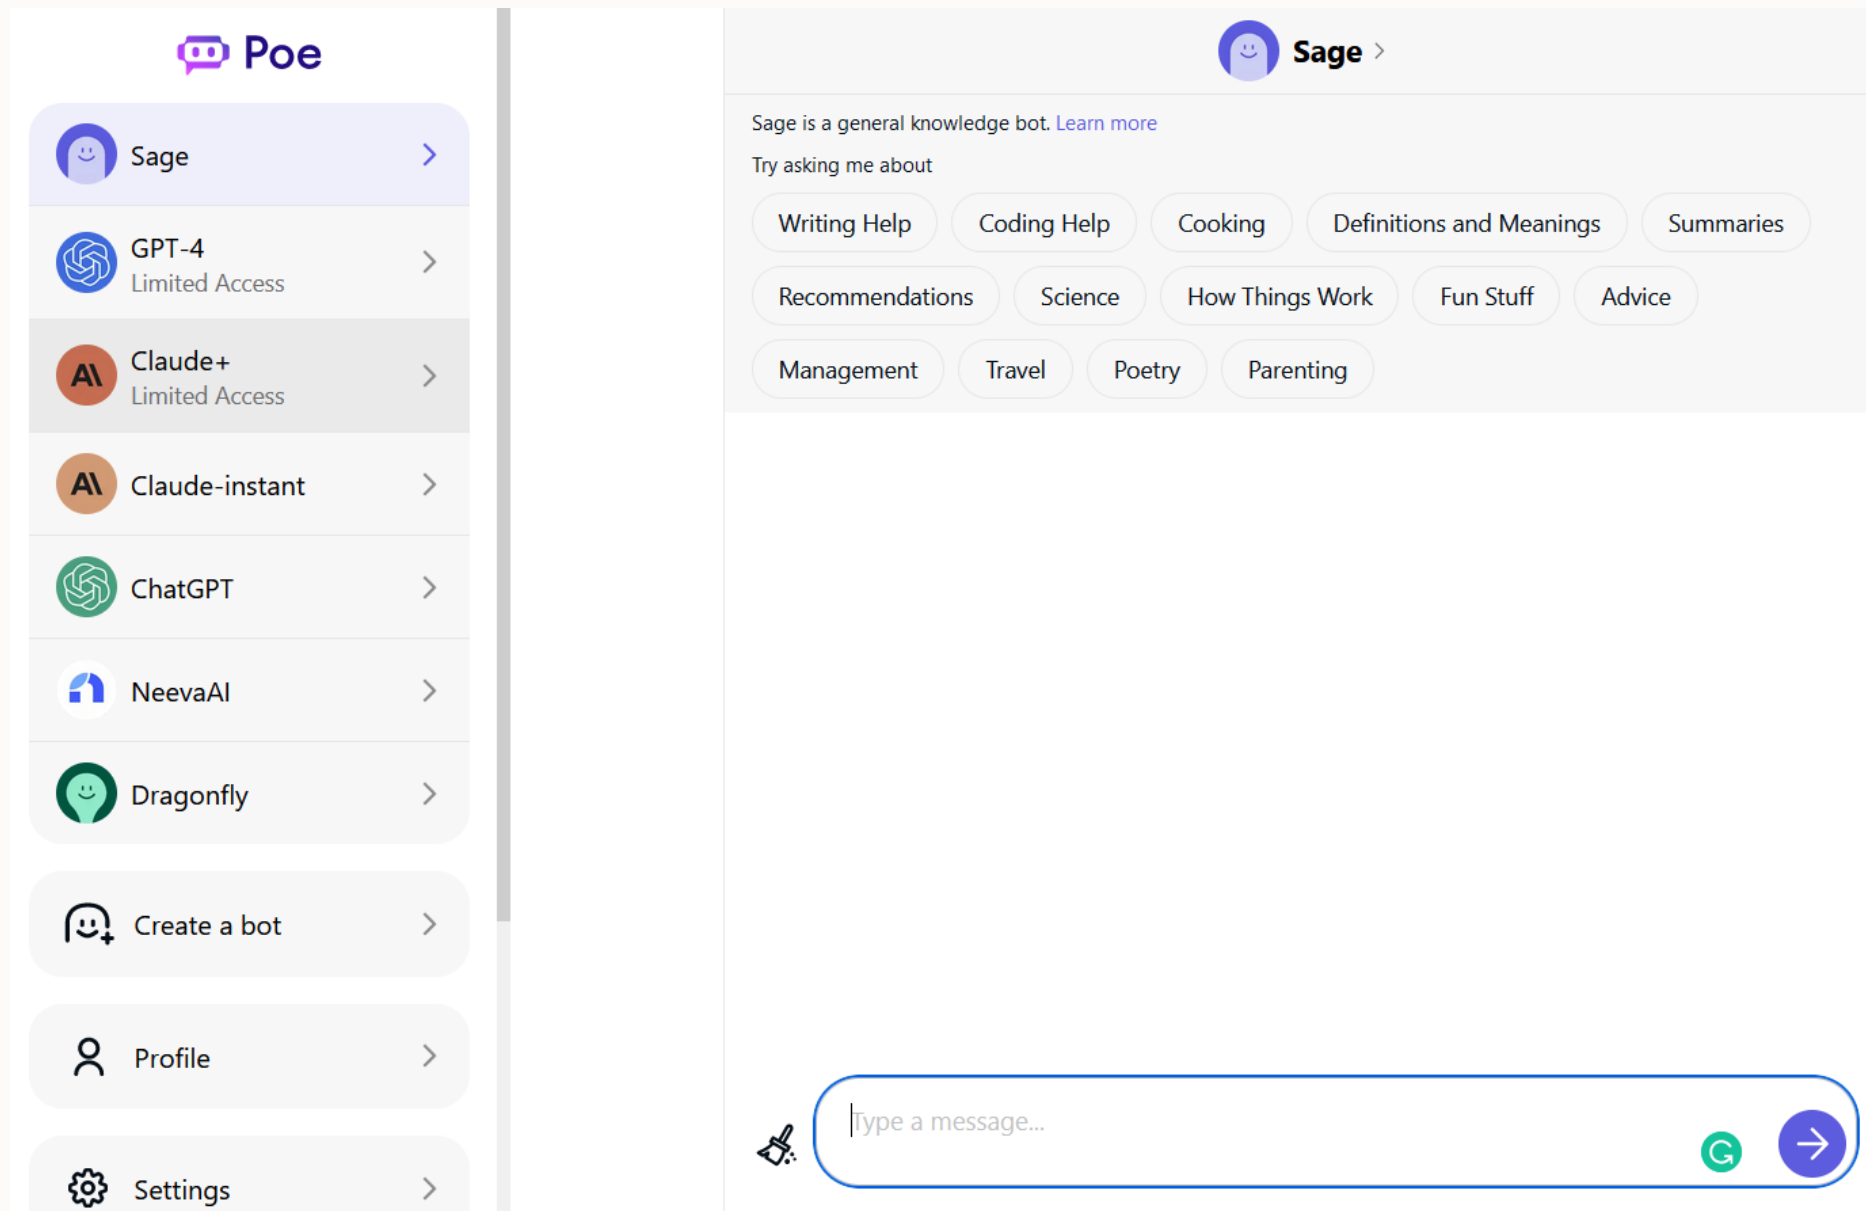 Poe
Sage
GPT-4
Limited Access
Claude+
Limited Access
Claude-instant
ChatGPT
NeevaAI
Dragonfly
Create a bot
Profile
Settings
Sage
Sage is a general knowledge bot. Learn more
Try asking me about
Writing Help Coding Help Cooking Definitions and Meanings Summaries
Recommendations Science How Things Work Fun Stuff Advice
Management Travel Poetry Parenting
Type a message...